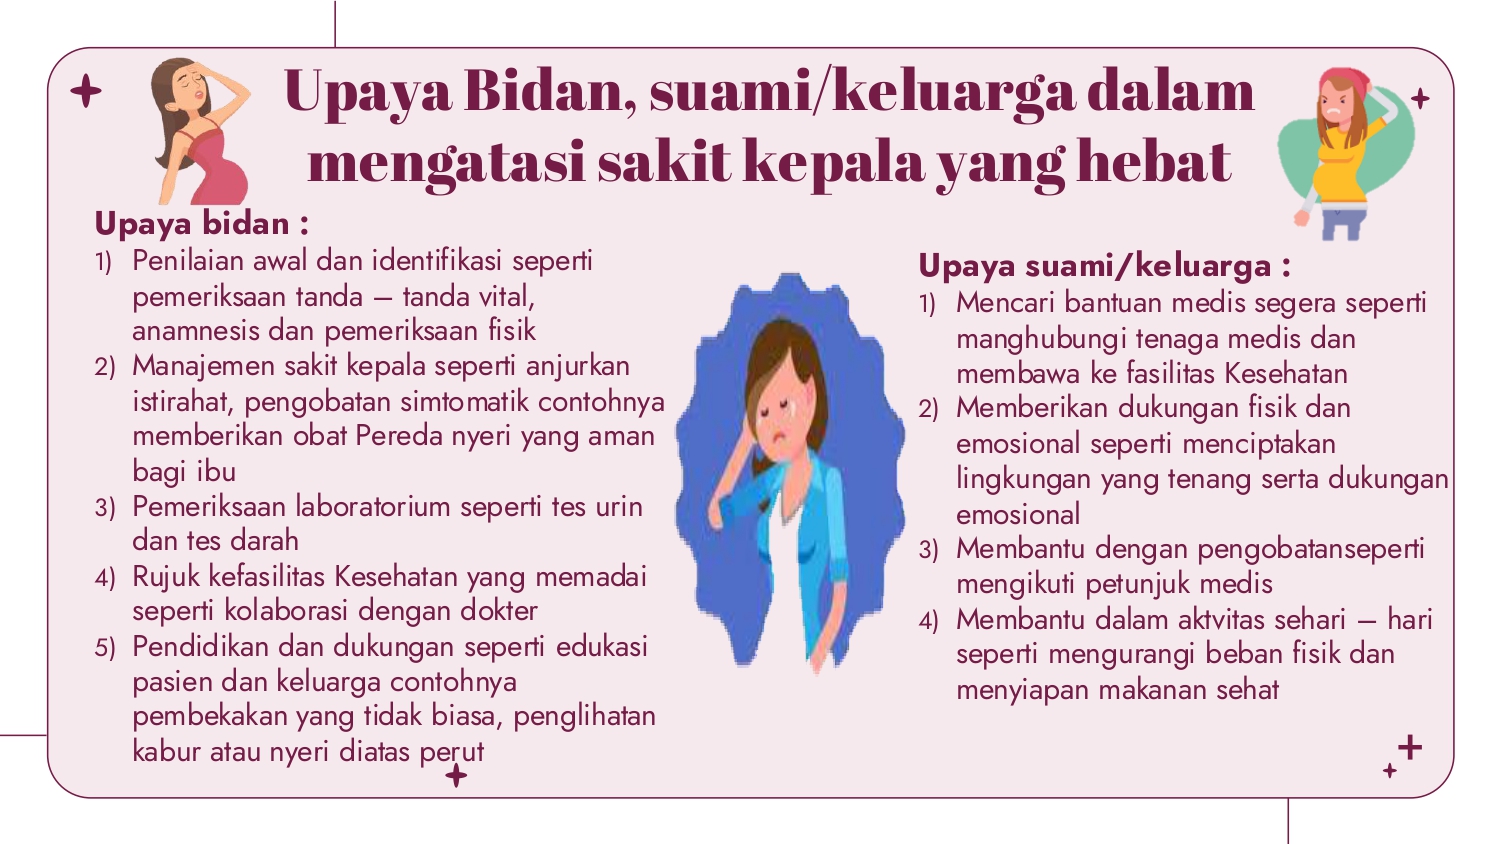 Upaya Bidan, suami/keluarga dalam
mengatasi sakit kepala yang hebat
Upaya bidan :
1) Penilaian awal dan identifikasi seperti
pemeriksaan tanda – tanda vital,
anamnesis dan pemeriksaan fisik
2) Manajemen sakit kepala seperti anjurkan
istirahat, pengobatan simtomatik contohnya
memberikan obat Pereda nyeri yang aman
bagi ibu
3) Pemeriksaan laboratorium seperti tes urin
dan tes darah
4) Rujuk kefasilitas Kesehatan yang memadai
seperti kolaborasi dengan dokter
5) Pendidikan dan dukungan seperti edukasi
pasien dan keluarga contohnya
pembekakan yang tidak biasa, penglihatan
kabur atau nyeri diatas perut
Upaya suami/keluarga :
1) Mencari bantuan medis segera seperti
manghubungi tenaga medis dan
membawa ke fasilitas Kesehatan
2) Memberikan dukungan fisik dan
emosional seperti menciptakan
lingkungan yang tenang serta dukungan
emosional
3) Membantu dengan pengobatanseperti
mengikuti petunjuk medis
4) Membantu dalam aktvitas sehari – hari
seperti mengurangi beban fisik dan
menyiapan makanan sehat